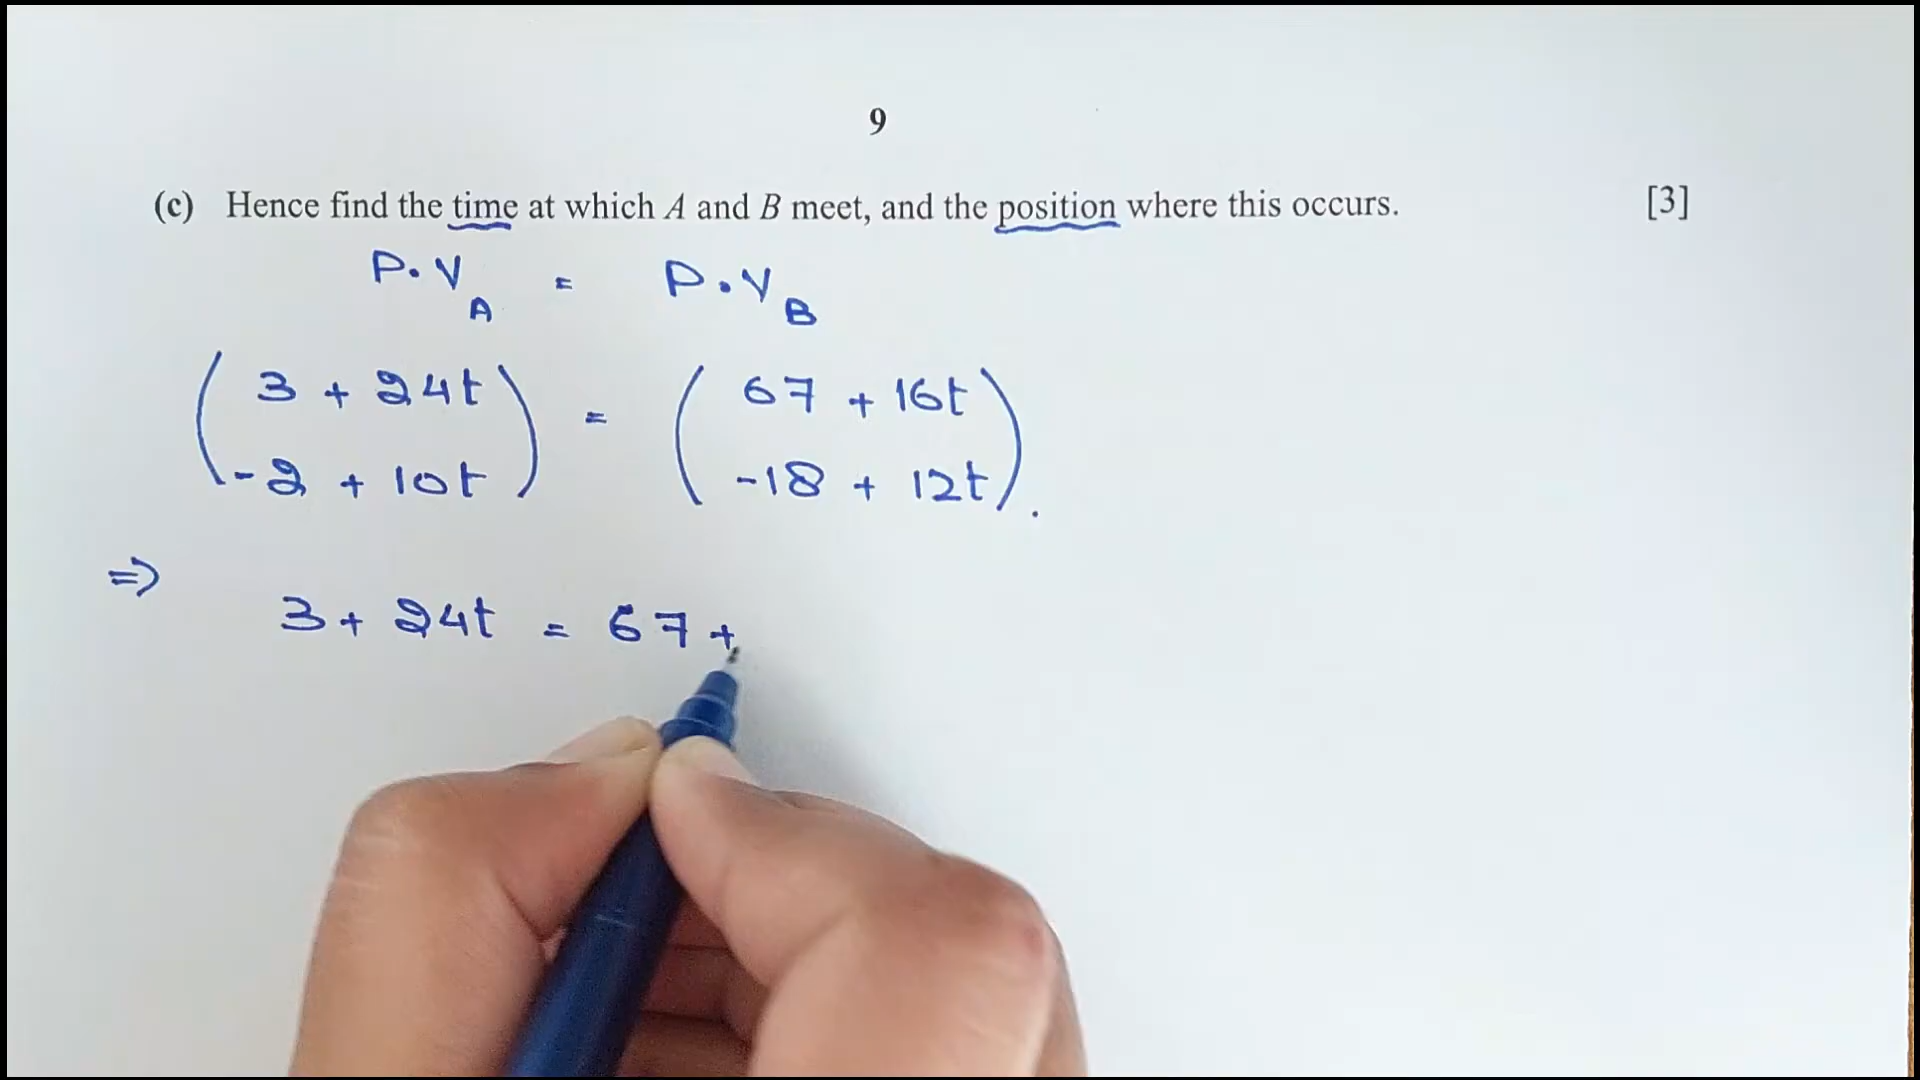 9
(c) Hence find the time at which A and B meet, and the position where this occurs. [3]
P.V_A = P.V_B
( 3 + 24t ) = ( 67 + 16t )
( -2 + 10t ) ( -18 + 12t ).
⇒ 3 + 24t = 67 +